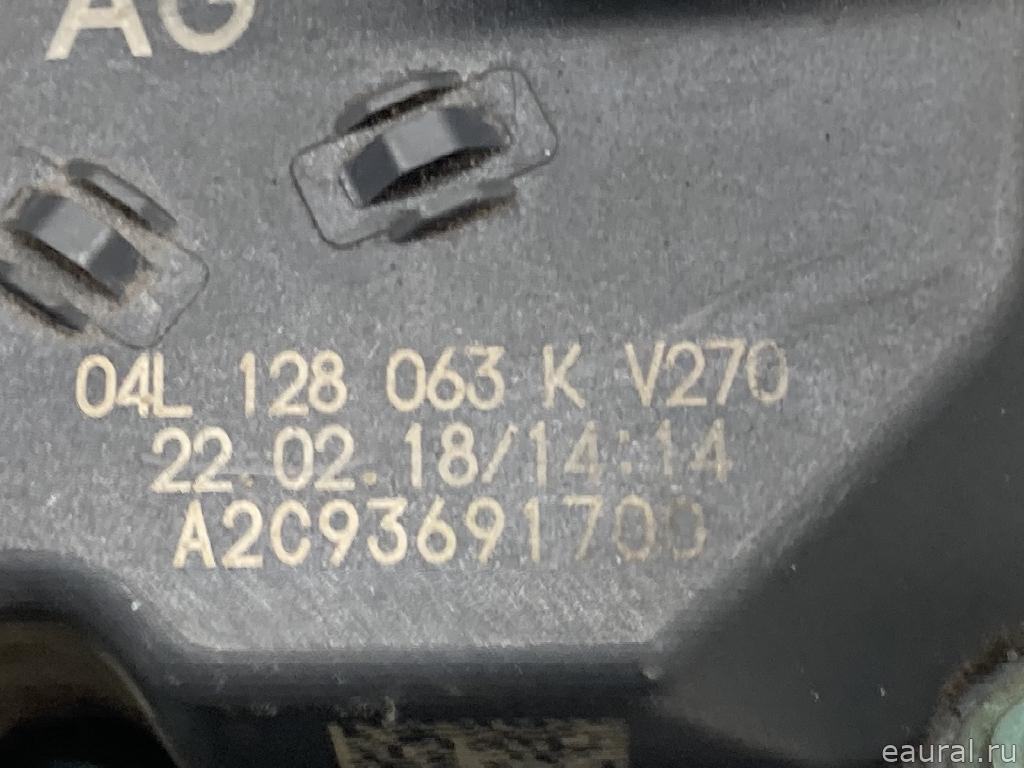 AG
04L 128 063 K V270
22.02.18/14:14
A2C93691700
eaural.ru